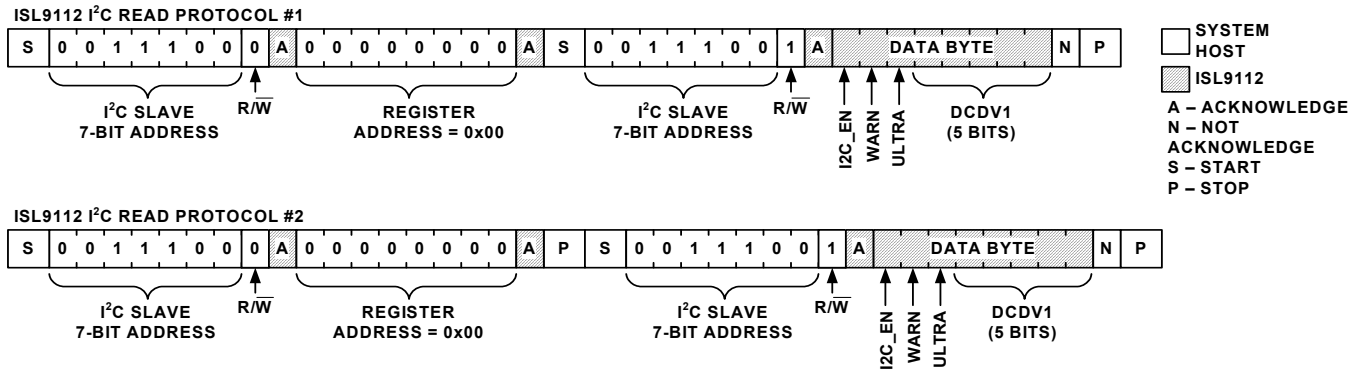 ISL9112 I²C READ PROTOCOL #1
S 0 0 1 1 1 0 0 0 A 0 0 0 0 0 0 0 0 A S 0 0 1 1 1 0 0 1 A DATA BYTE N P
I²C SLAVE
7-BIT ADDRESS
R/W̅
REGISTER
ADDRESS = 0x00
I²C SLAVE
7-BIT ADDRESS
R/W̅
I2C_EN
WARN
ULTRA
DCDV1
(5 BITS)
SYSTEM
HOST
ISL9112
A – ACKNOWLEDGE
N – NOT
ACKNOWLEDGE
S – START
P – STOP
ISL9112 I²C READ PROTOCOL #2
S 0 0 1 1 1 0 0 0 A 0 0 0 0 0 0 0 0 A P S 0 0 1 1 1 0 0 1 A DATA BYTE N P
I²C SLAVE
7-BIT ADDRESS
R/W̅
REGISTER
ADDRESS = 0x00
I²C SLAVE
7-BIT ADDRESS
R/W̅
I2C_EN
WARN
ULTRA
DCDV1
(5 BITS)